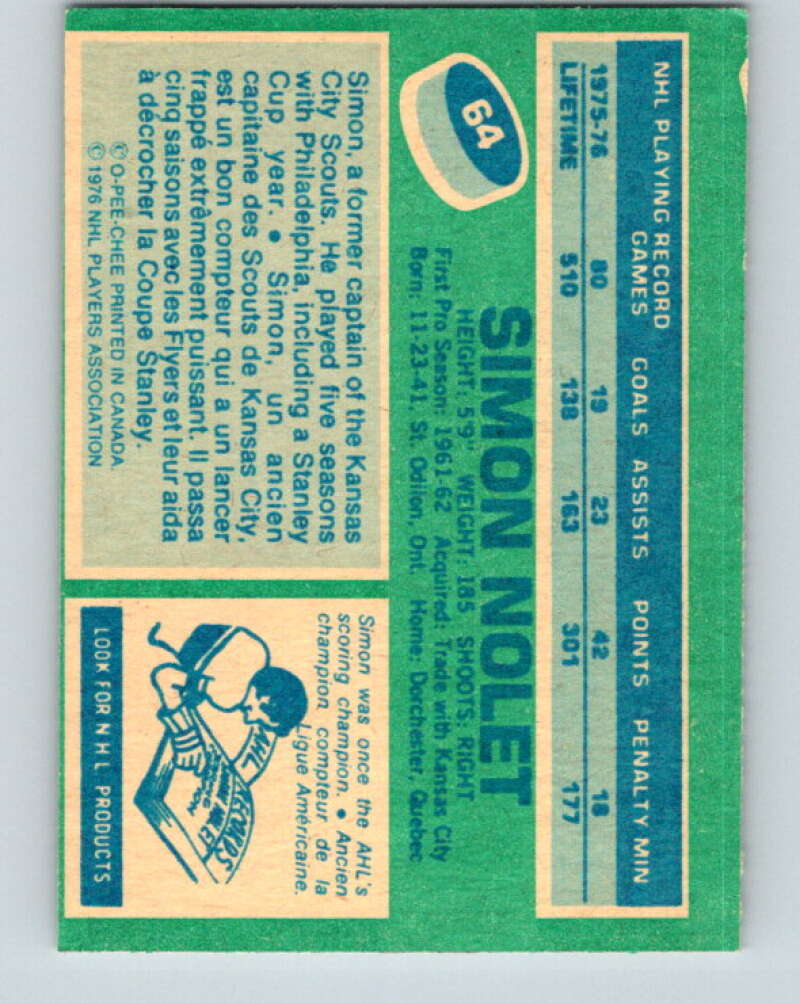 NHL PLAYING RECORD
GAMES GOALS ASSISTS POINTS PENALTY MIN
1975-76 80 19 23 42 18
LIFETIME 510 138 163 301 177
64
SIMON NOLET
HEIGHT: 5'9" WEIGHT: 185 SHOOTS: RIGHT
First Pro Season: 1961-62 Acquired: Trade with Kansas City
Born: 11-23-41, St. Odion, Ont. Home: Dorchester, Quebec
Simon, a former captain of the Kansas
City Scouts. He played five seasons
with Philadelphia, including a Stanley
Cup year. • Simon, un ancien
capitaine des Scouts de Kansas City,
est un bon compteur qui a un lancer
frappé extrêmement puissant. Il passa
cinq saisons avec les Flyers et leur aida
à décrocher la Coupe Stanley.
© O-PEE-CHEE PRINTED IN CANADA
© 1976 NHL PLAYERS ASSOCIATION
Simon was once the AHL's
scoring champion. • Ancien
champion compteur de la
Ligue Américaine.
AHL
RECORDS
LOOK FOR NHL PRODUCTS